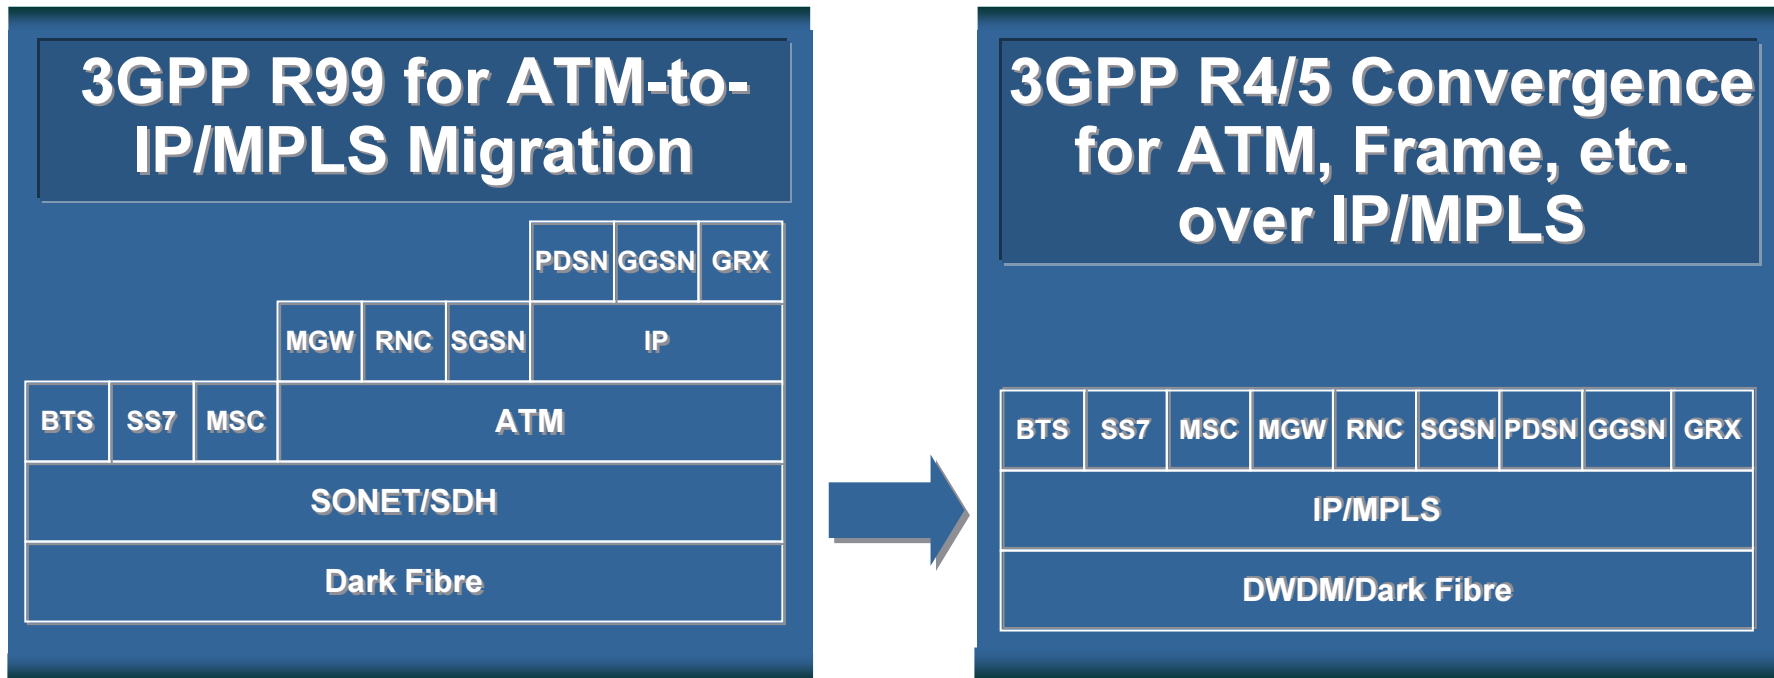 3GPP R99 for ATM-to-
IP/MPLS Migration
PDSN GGSN GRX
MGW RNC SGSN IP
BTS SS7 MSC ATM
SONET/SDH
Dark Fibre
3GPP R4/5 Convergence
for ATM, Frame, etc.
over IP/MPLS
BTS SS7 MSC MGW RNC SGSN PDSN GGSN GRX
IP/MPLS
DWDM/Dark Fibre